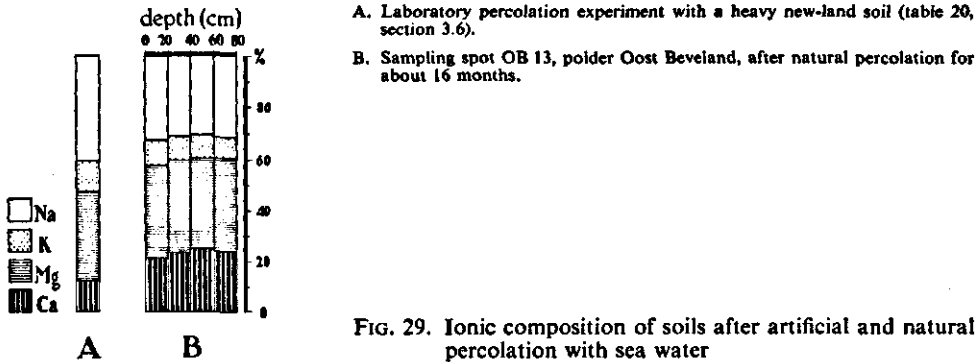 depth (cm)
0 20 40 60 80
%
80
60
40
20
0
Na
K
Mg
Ca
A
B
A. Laboratory percolation experiment with a heavy new-land soil (table 20,
section 3.6).
B. Sampling spot OB 13, polder Oost Beveland, after natural percolation for
about 16 months.
FIG. 29. Ionic composition of soils after artificial and natural
percolation with sea water